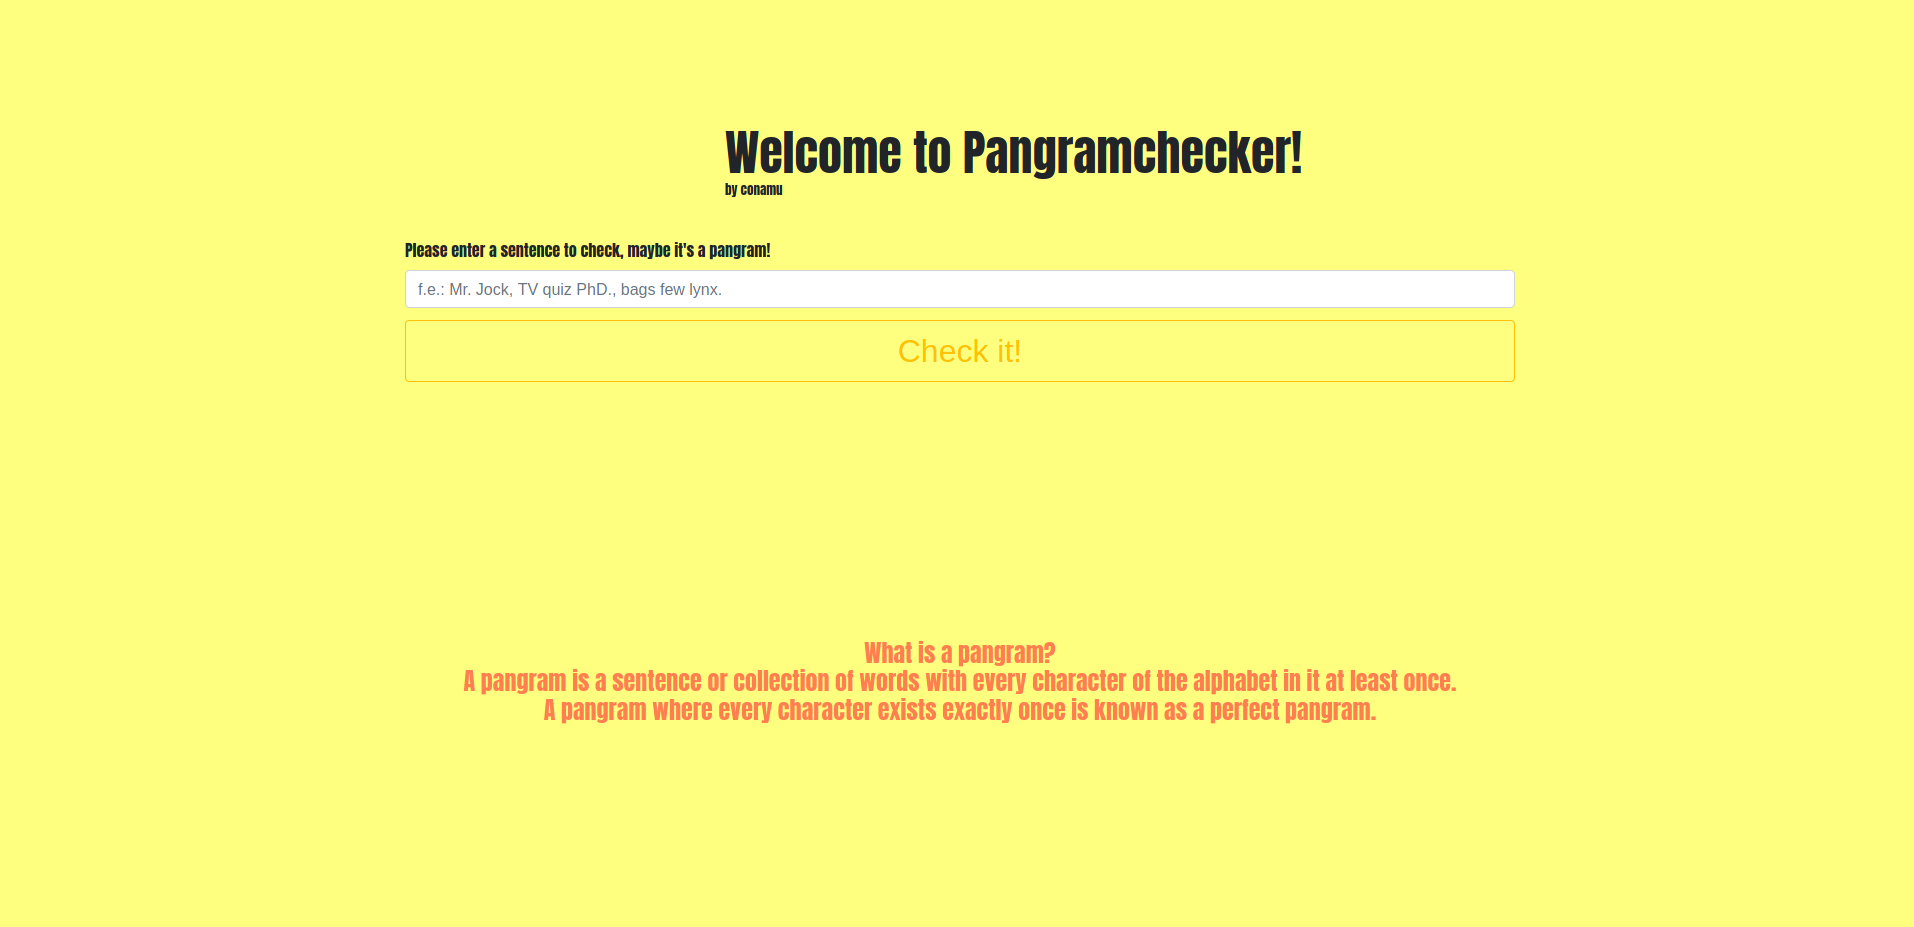 Welcome to Pangramchecker!
by conamu
Please enter a sentence to check, maybe it's a pangram!
f.e.: Mr. Jock, TV quiz PhD., bags few lynx.
Check it!
What is a pangram?
A pangram is a sentence or collection of words with every character of the alphabet in it at least once.
A pangram where every character exists exactly once is known as a perfect pangram.